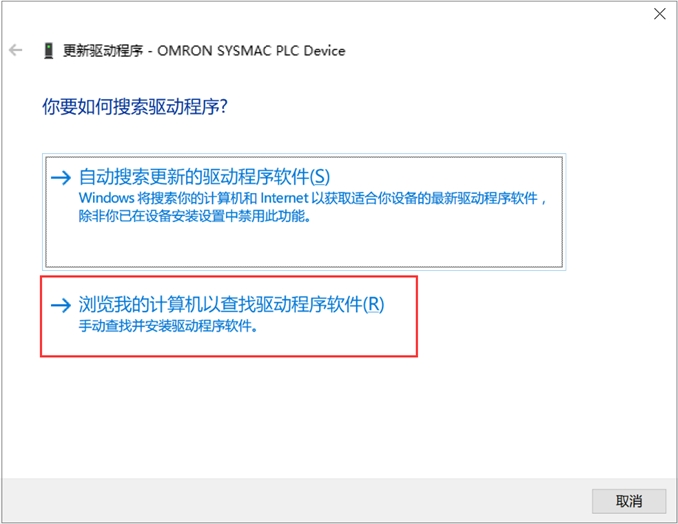 更新驱动程序 - OMRON SYSMAC PLC Device
你要如何搜索驱动程序?
自动搜索更新的驱动程序软件(S)
Windows 将搜索你的计算机和 Internet 以获取适合你设备的最新驱动程序软件，
除非你已在设备安装设置中禁用此功能。
浏览我的计算机以查找驱动程序软件(R)
手动查找并安装驱动程序软件。
取消